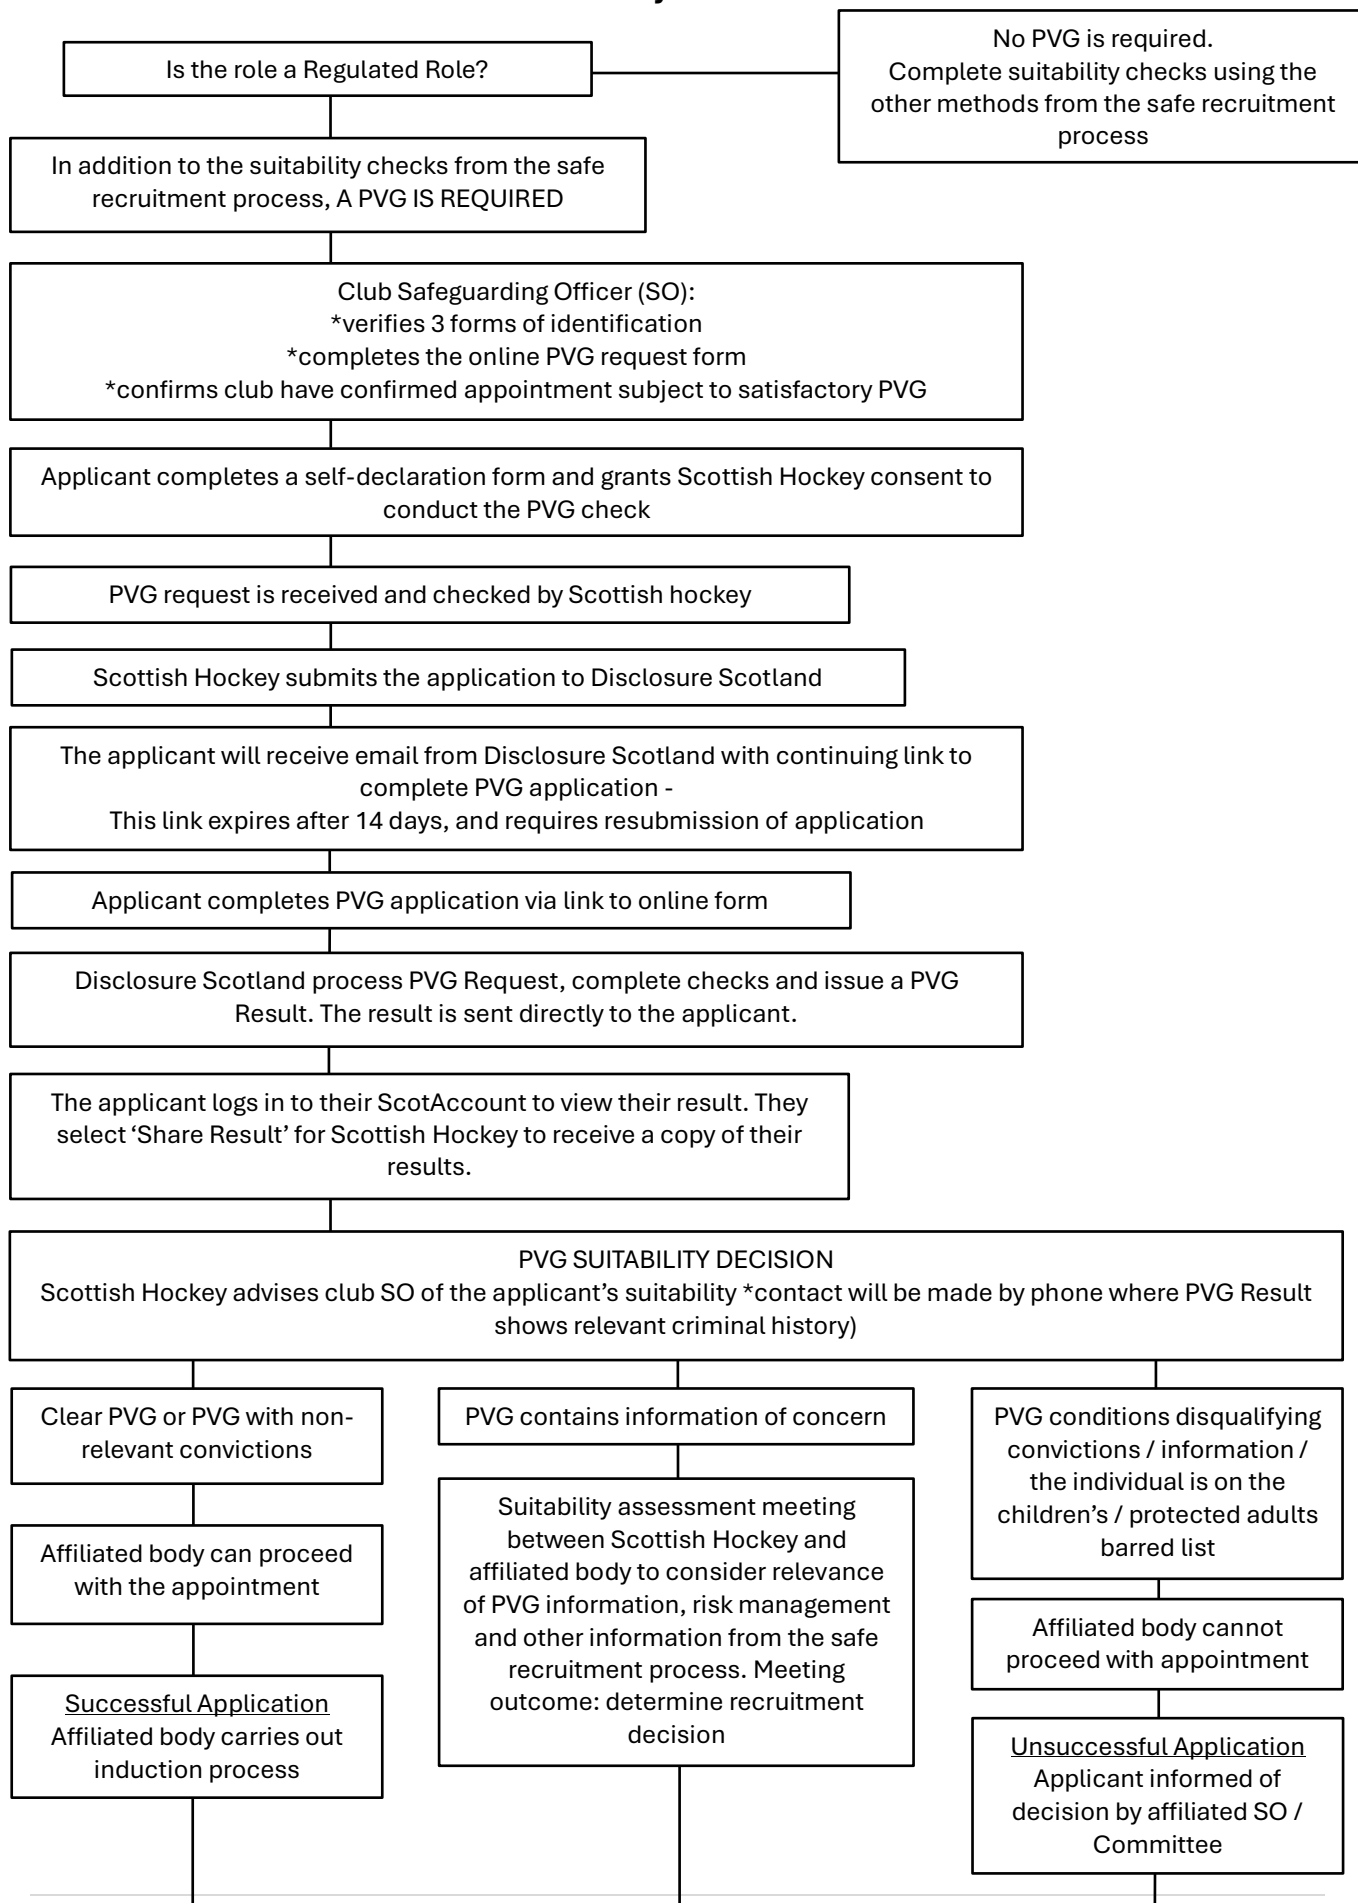 Is the role a Regulated Role?
No PVG is required.
Complete suitability checks using the
other methods from the safe recruitment
process
In addition to the suitability checks from the safe
recruitment process, A PVG IS REQUIRED
Club Safeguarding Officer (SO):
*verifies 3 forms of identification
*completes the online PVG request form
*confirms club have confirmed appointment subject to satisfactory PVG
Applicant completes a self-declaration form and grants Scottish Hockey consent to
conduct the PVG check
PVG request is received and checked by Scottish hockey
Scottish Hockey submits the application to Disclosure Scotland
The applicant will receive email from Disclosure Scotland with continuing link to
complete PVG application -
This link expires after 14 days, and requires resubmission of application
Applicant completes PVG application via link to online form
Disclosure Scotland process PVG Request, complete checks and issue a PVG
Result. The result is sent directly to the applicant.
The applicant logs in to their ScotAccount to view their result. They
select ‘Share Result’ for Scottish Hockey to receive a copy of their
results.
PVG SUITABILITY DECISION
Scottish Hockey advises club SO of the applicant’s suitability *contact will be made by phone where PVG Result
shows relevant criminal history)
Clear PVG or PVG with non-
relevant convictions
Affiliated body can proceed
with the appointment
Successful Application
Affiliated body carries out
induction process
PVG contains information of concern
Suitability assessment meeting
between Scottish Hockey and
affiliated body to consider relevance
of PVG information, risk management
and other information from the safe
recruitment process. Meeting
outcome: determine recruitment
decision
PVG conditions disqualifying
convictions / information /
the individual is on the
children’s / protected adults
barred list
Affiliated body cannot
proceed with appointment
Unsuccessful Application
Applicant informed of
decision by affiliated SO /
Committee